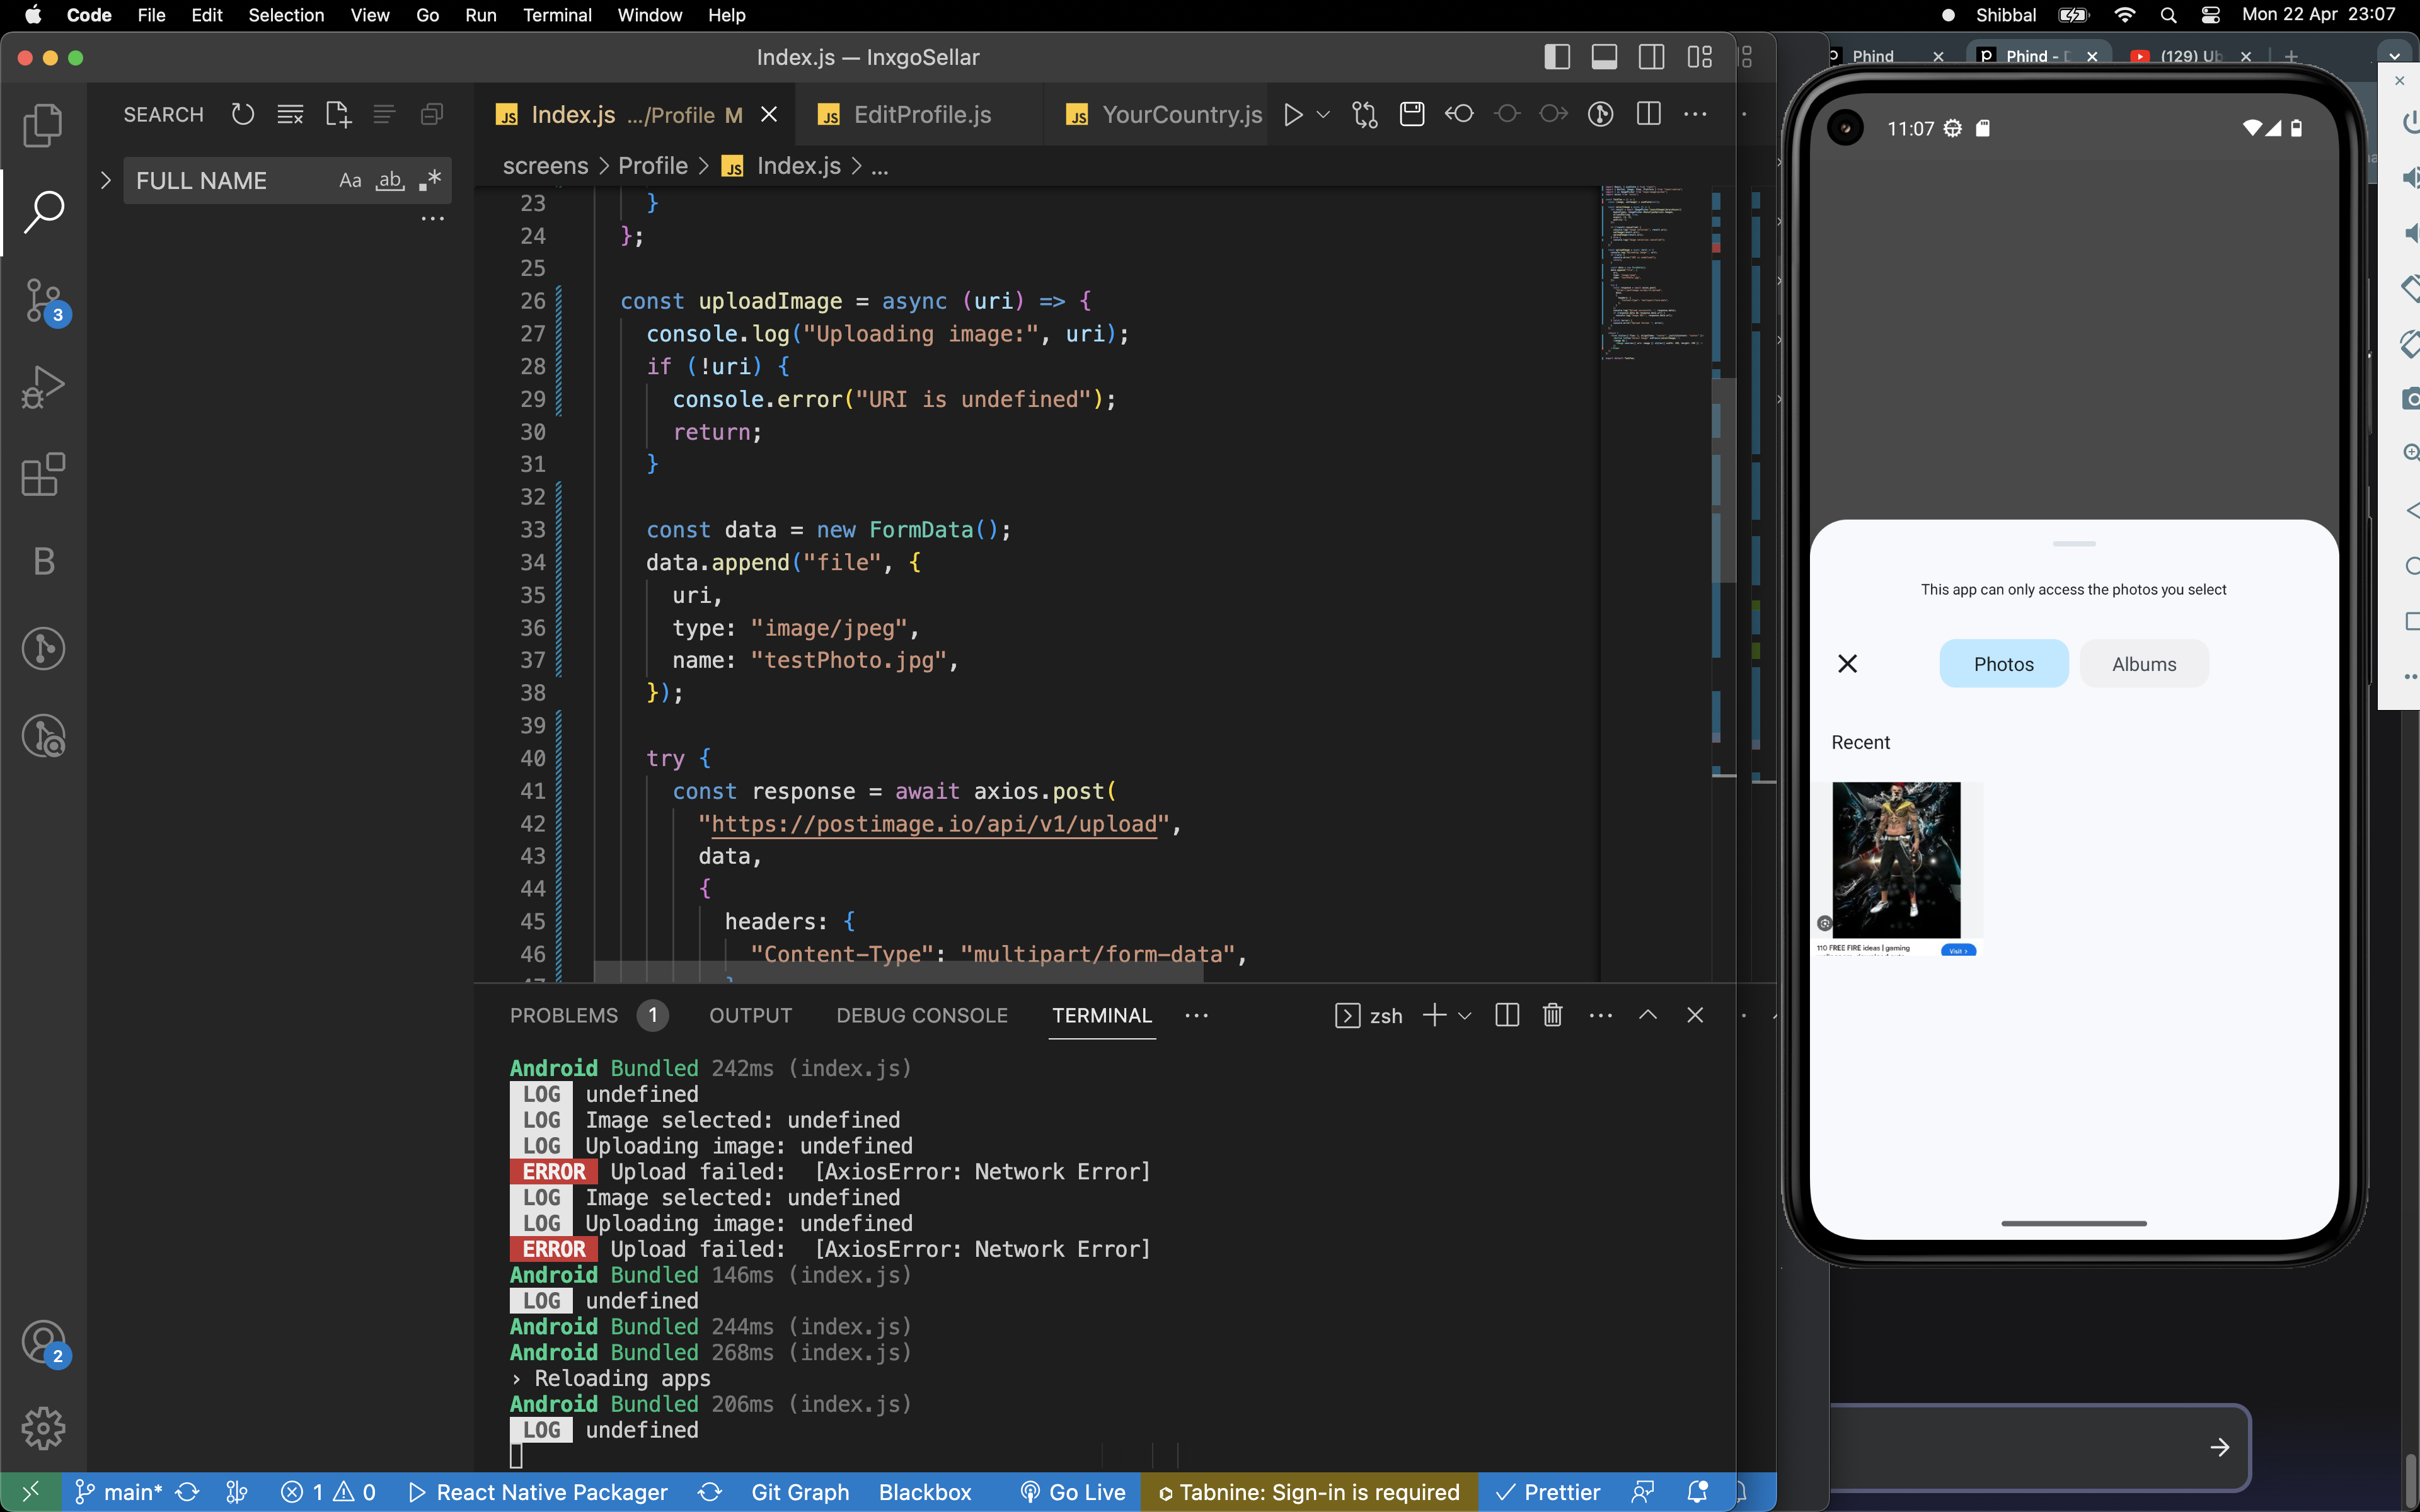 Code File Edit Selection View Go Run Terminal Window Help
Shibbal Mon 22 Apr 23:07
Index.js — InxgoSellar
Phind
Phind -
(129) Ub
SEARCH
Index.js .../Profile M
EditProfile.js
YourCountry.js
FULL NAME
Aa ab .*
screens > Profile > JS Index.js > ...
23 }
24 };
25
26 const uploadImage = async (uri) => {
27 console.log("Uploading image:", uri);
28 if (!uri) {
29 console.error("URI is undefined");
30 return;
31 }
32
33 const data = new FormData();
34 data.append("file", {
35 uri,
36 type: "image/jpeg",
37 name: "testPhoto.jpg",
38 });
39
40 try {
41 const response = await axios.post(
42 "https://postimage.io/api/v1/upload",
43 data,
44 {
45 headers: {
46 "Content-Type": "multipart/form-data",
3
B
2
PROBLEMS 1 OUTPUT DEBUG CONSOLE TERMINAL ... zsh
Android Bundled 242ms (index.js)
LOG undefined
LOG Image selected: undefined
LOG Uploading image: undefined
ERROR Upload failed: [AxiosError: Network Error]
LOG Image selected: undefined
LOG Uploading image: undefined
ERROR Upload failed: [AxiosError: Network Error]
Android Bundled 146ms (index.js)
LOG undefined
Android Bundled 244ms (index.js)
Android Bundled 268ms (index.js)
› Reloading apps
Android Bundled 206ms (index.js)
LOG undefined
main* 1 0 React Native Packager Git Graph Blackbox Go Live Tabnine: Sign-in is required Prettier
11:07
This app can only access the photos you select
Photos
Albums
Recent
110 FREE FIRE ideas | gaming
Visit >